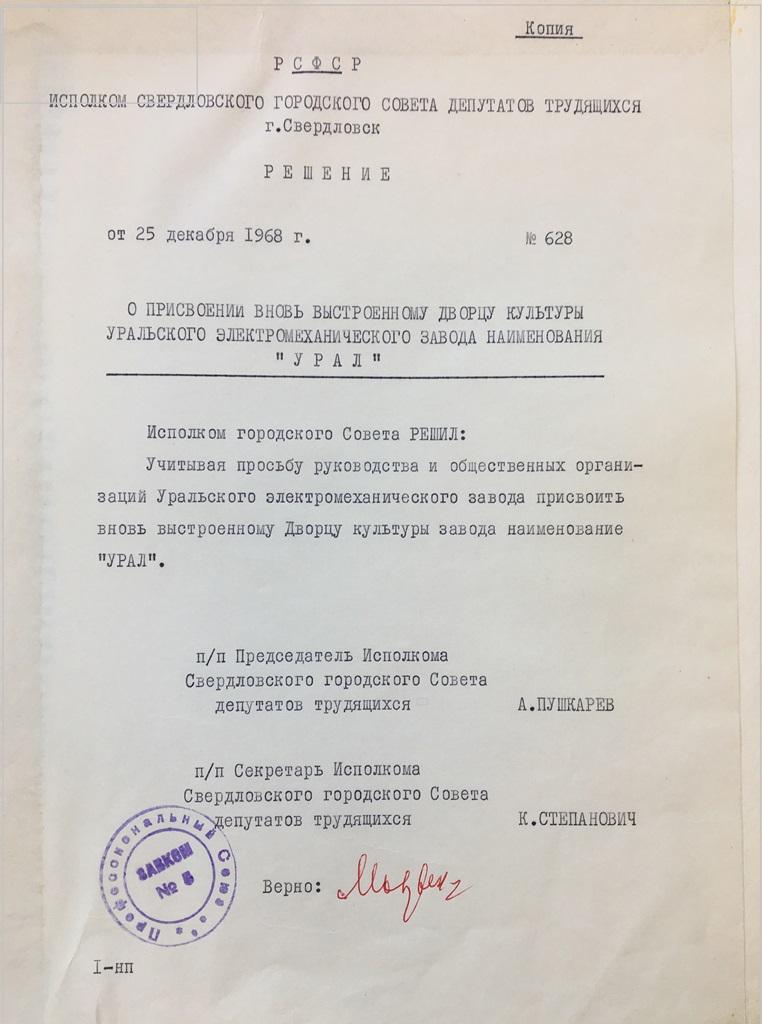 Копия
РСФСР
ИСПОЛКОМ СВЕРДЛОВСКОГО ГОРОДСКОГО СОВЕТА ДЕПУТАТОВ ТРУДЯЩИХСЯ
г.Свердловск
РЕШЕНИЕ
от 25 декабря 1968 г. № 628
О ПРИСВОЕНИИ ВНОВЬ ВЫСТРОЕННОМУ ДВОРЦУ КУЛЬТУРЫ
УРАЛЬСКОГО ЭЛЕКТРОМЕХАНИЧЕСКОГО ЗАВОДА НАИМЕНОВАНИЯ
"УРАЛ"
Исполком городского Совета РЕШИЛ:
Учитывая просьбу руководства и общественных органи-
заций Уральского электромеханического завода присвоить
вновь выстроенному Дворцу культуры завода наименование
"УРАЛ".
п/п Председатель Исполкома
Свердловского городского Совета
депутатов трудящихся А.ПУШКАРЕВ
п/п Секретарь Исполкома
Свердловского городского Совета
депутатов трудящихся К.СТЕПАНОВИЧ
Профессиональный Союз
ЗАВКОМ
№ 5
Верно:
I-нп